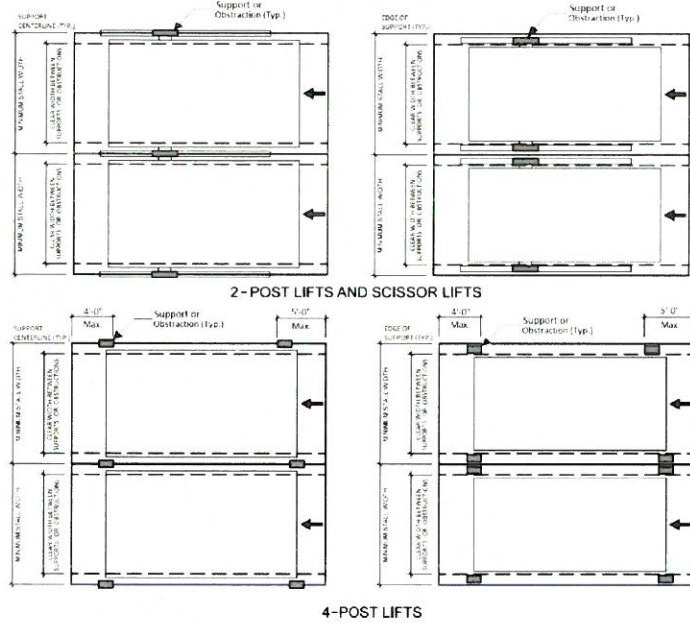 SUPPORT
CENTERLINE (TYP.)
Support or
Obstraction (Typ.)
MINIMUM STALL WIDTH
CLEAR WIDTH BETWEEN
SUPPORTS OR OBSTRUCTIONS
MINIMUM STALL WIDTH
CLEAR WIDTH BETWEEN
SUPPORTS OR OBSTRUCTIONS
EDGE OF
SUPPORT (TYP.)
Support or
Obstraction (Typ.)
MINIMUM STALL WIDTH
CLEAR WIDTH BETWEEN
SUPPORTS OR OBSTRUCTIONS
MINIMUM STALL WIDTH
CLEAR WIDTH BETWEEN
SUPPORTS OR OBSTRUCTIONS
2-POST LIFTS AND SCISSOR LIFTS
SUPPORT
CENTERLINE (TYP.)
4'-0"
Max.
Support or
Obstraction (Typ.)
5'-0"
Max.
MINIMUM STALL WIDTH
CLEAR WIDTH BETWEEN
SUPPORTS OR OBSTRUCTIONS
MINIMUM STALL WIDTH
CLEAR WIDTH BETWEEN
SUPPORTS OR OBSTRUCTIONS
EDGE OF
SUPPORT (TYP.)
4'-0"
Max.
Support or
Obstraction (Typ.)
5'-0"
Max.
MINIMUM STALL WIDTH
CLEAR WIDTH BETWEEN
SUPPORTS OR OBSTRUCTIONS
MINIMUM STALL WIDTH
CLEAR WIDTH BETWEEN
SUPPORTS OR OBSTRUCTIONS
4-POST LIFTS